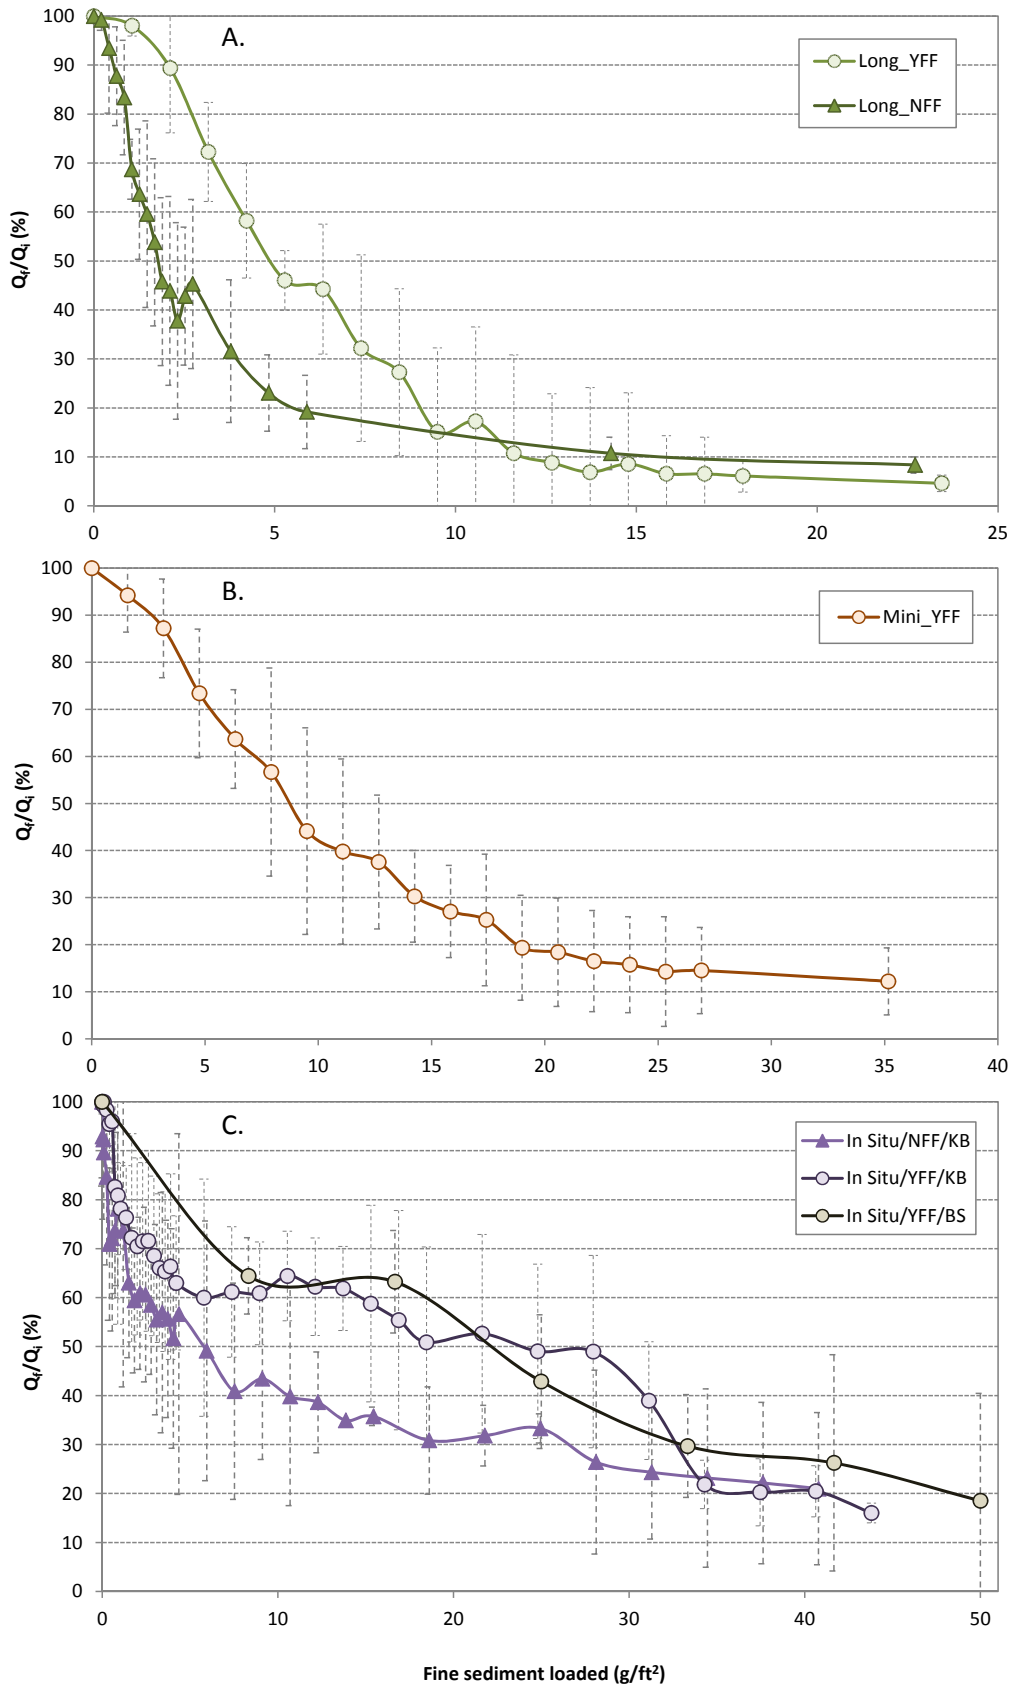 A.
Long_YFF
Long_NFF
100
90
80
70
60
50
40
30
20
10
0
Qf/Qi (%)
0 5 10 15 20 25
B.
Mini_YFF
100
90
80
70
60
50
40
30
20
10
0
Qf/Qi (%)
0 5 10 15 20 25 30 35 40
C.
In Situ/NFF/KB
In Situ/YFF/KB
In Situ/YFF/BS
100
90
80
70
60
50
40
30
20
10
0
Qf/Qi (%)
0 10 20 30 40 50
Fine sediment loaded (g/ft²)